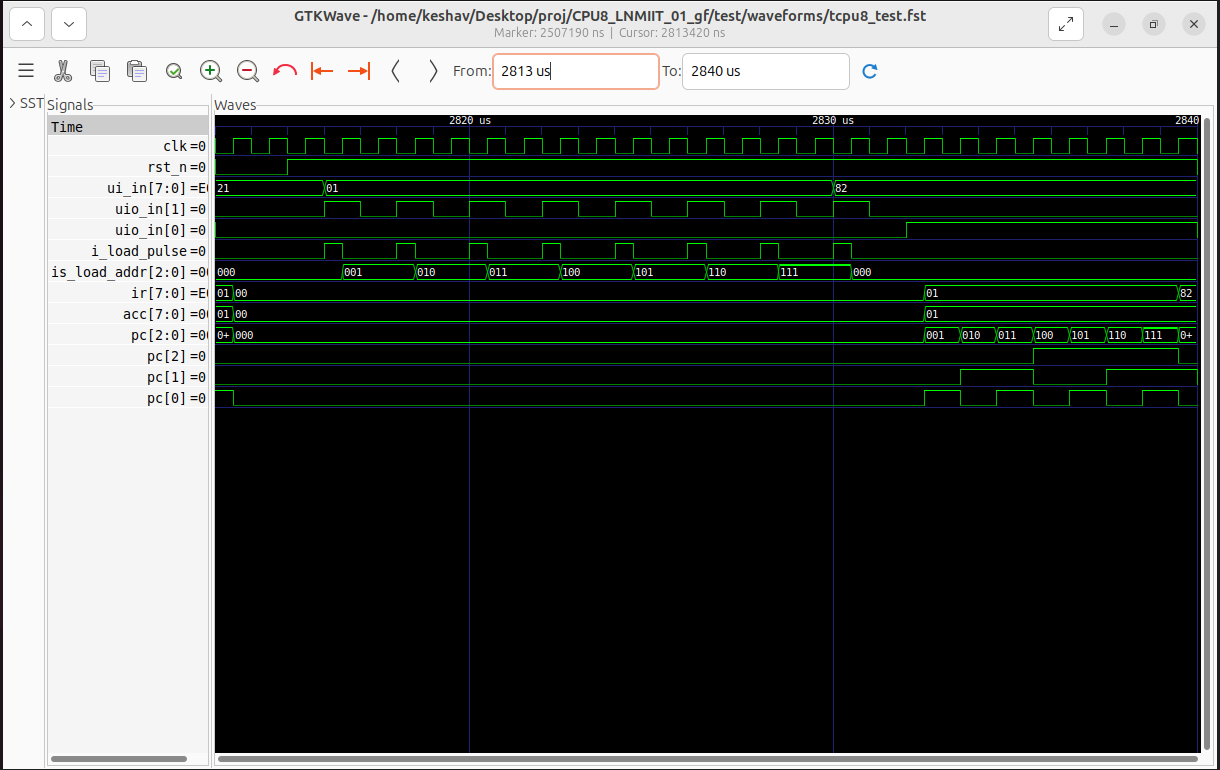 GTKWave - /home/keshav/Desktop/proj/CPU8_LNMIIT_01_gf/test/waveforms/tcpu8_test.fst
Marker: 2507190 ns | Cursor: 2813420 ns
From: 2813 us To: 2840 us
SST Signals Waves
Time 2820 us 2830 us 2840
clk =0
rst_n =0
ui_in[7:0] =E 21 01 82
uio_in[1] =0
uio_in[0] =0
i_load_pulse =0
is_load_addr[2:0] =0 000 001 010 011 100 101 110 111 000
ir[7:0] =E 01 00 01 82
acc[7:0] =0 01 00 01
pc[2:0] =0 0+ 000 001 010 011 100 101 110 111 0+
pc[2] =0
pc[1] =0
pc[0] =0